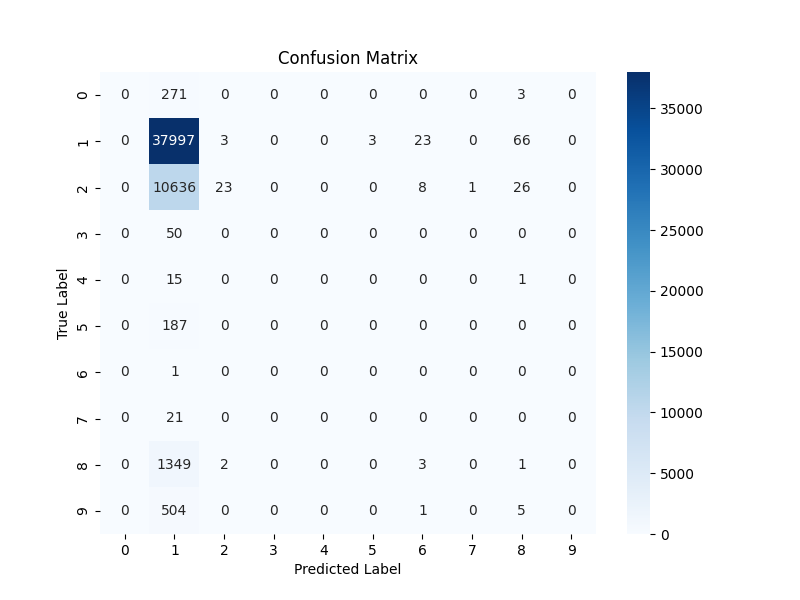 Confusion Matrix
0 0 271 0 0 0 0 0 0 3 0
1 0 37997 3 0 0 3 23 0 66 0
2 0 10636 23 0 0 0 8 1 26 0
3 0 50 0 0 0 0 0 0 0 0
4 0 15 0 0 0 0 0 0 1 0
5 0 187 0 0 0 0 0 0 0 0
6 0 1 0 0 0 0 0 0 0 0
7 0 21 0 0 0 0 0 0 0 0
8 0 1349 2 0 0 0 3 0 1 0
9 0 504 0 0 0 0 1 0 5 0
0 1 2 3 4 5 6 7 8 9
Predicted Label
True Label
35000
30000
25000
20000
15000
10000
5000
0